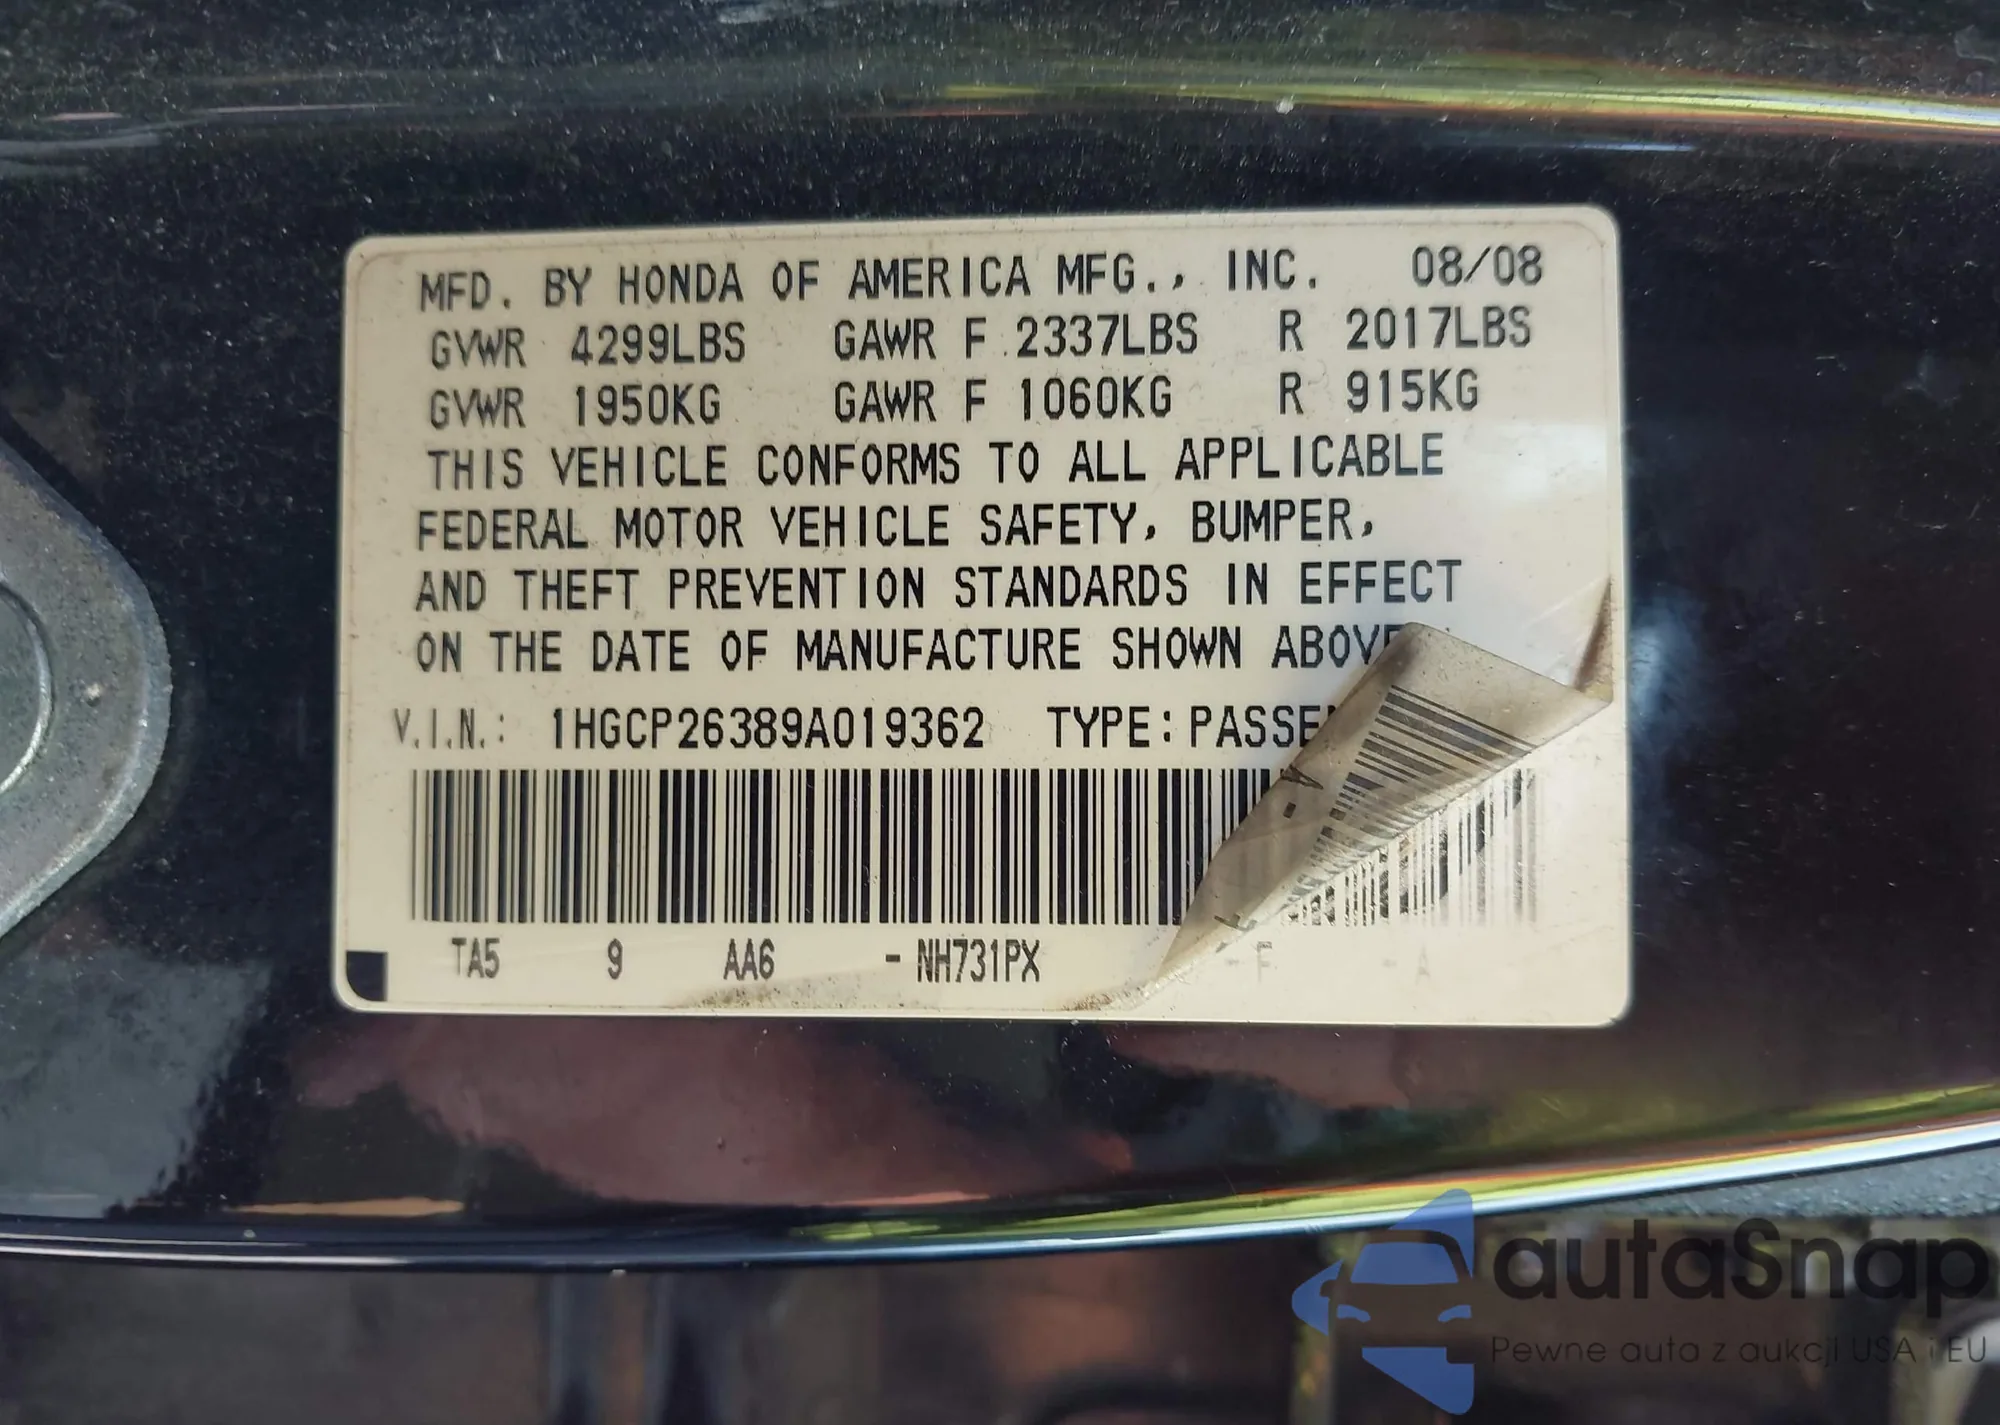 MFD. BY HONDA OF AMERICA MFG., INC. 08/08
GVWR 4299LBS GAWR F 2337LBS R 2017LBS
GVWR 1950KG GAWR F 1060KG R 915KG
THIS VEHICLE CONFORMS TO ALL APPLICABLE
FEDERAL MOTOR VEHICLE SAFETY, BUMPER,
AND THEFT PREVENTION STANDARDS IN EFFECT
ON THE DATE OF MANUFACTURE SHOWN ABOVE.
V.I.N.: 1HGCP26389A019362 TYPE: PASSE
TA5 9 AA6 -NH731PX -F -A
autaSnap
Pewne auta z aukcji USA i EU